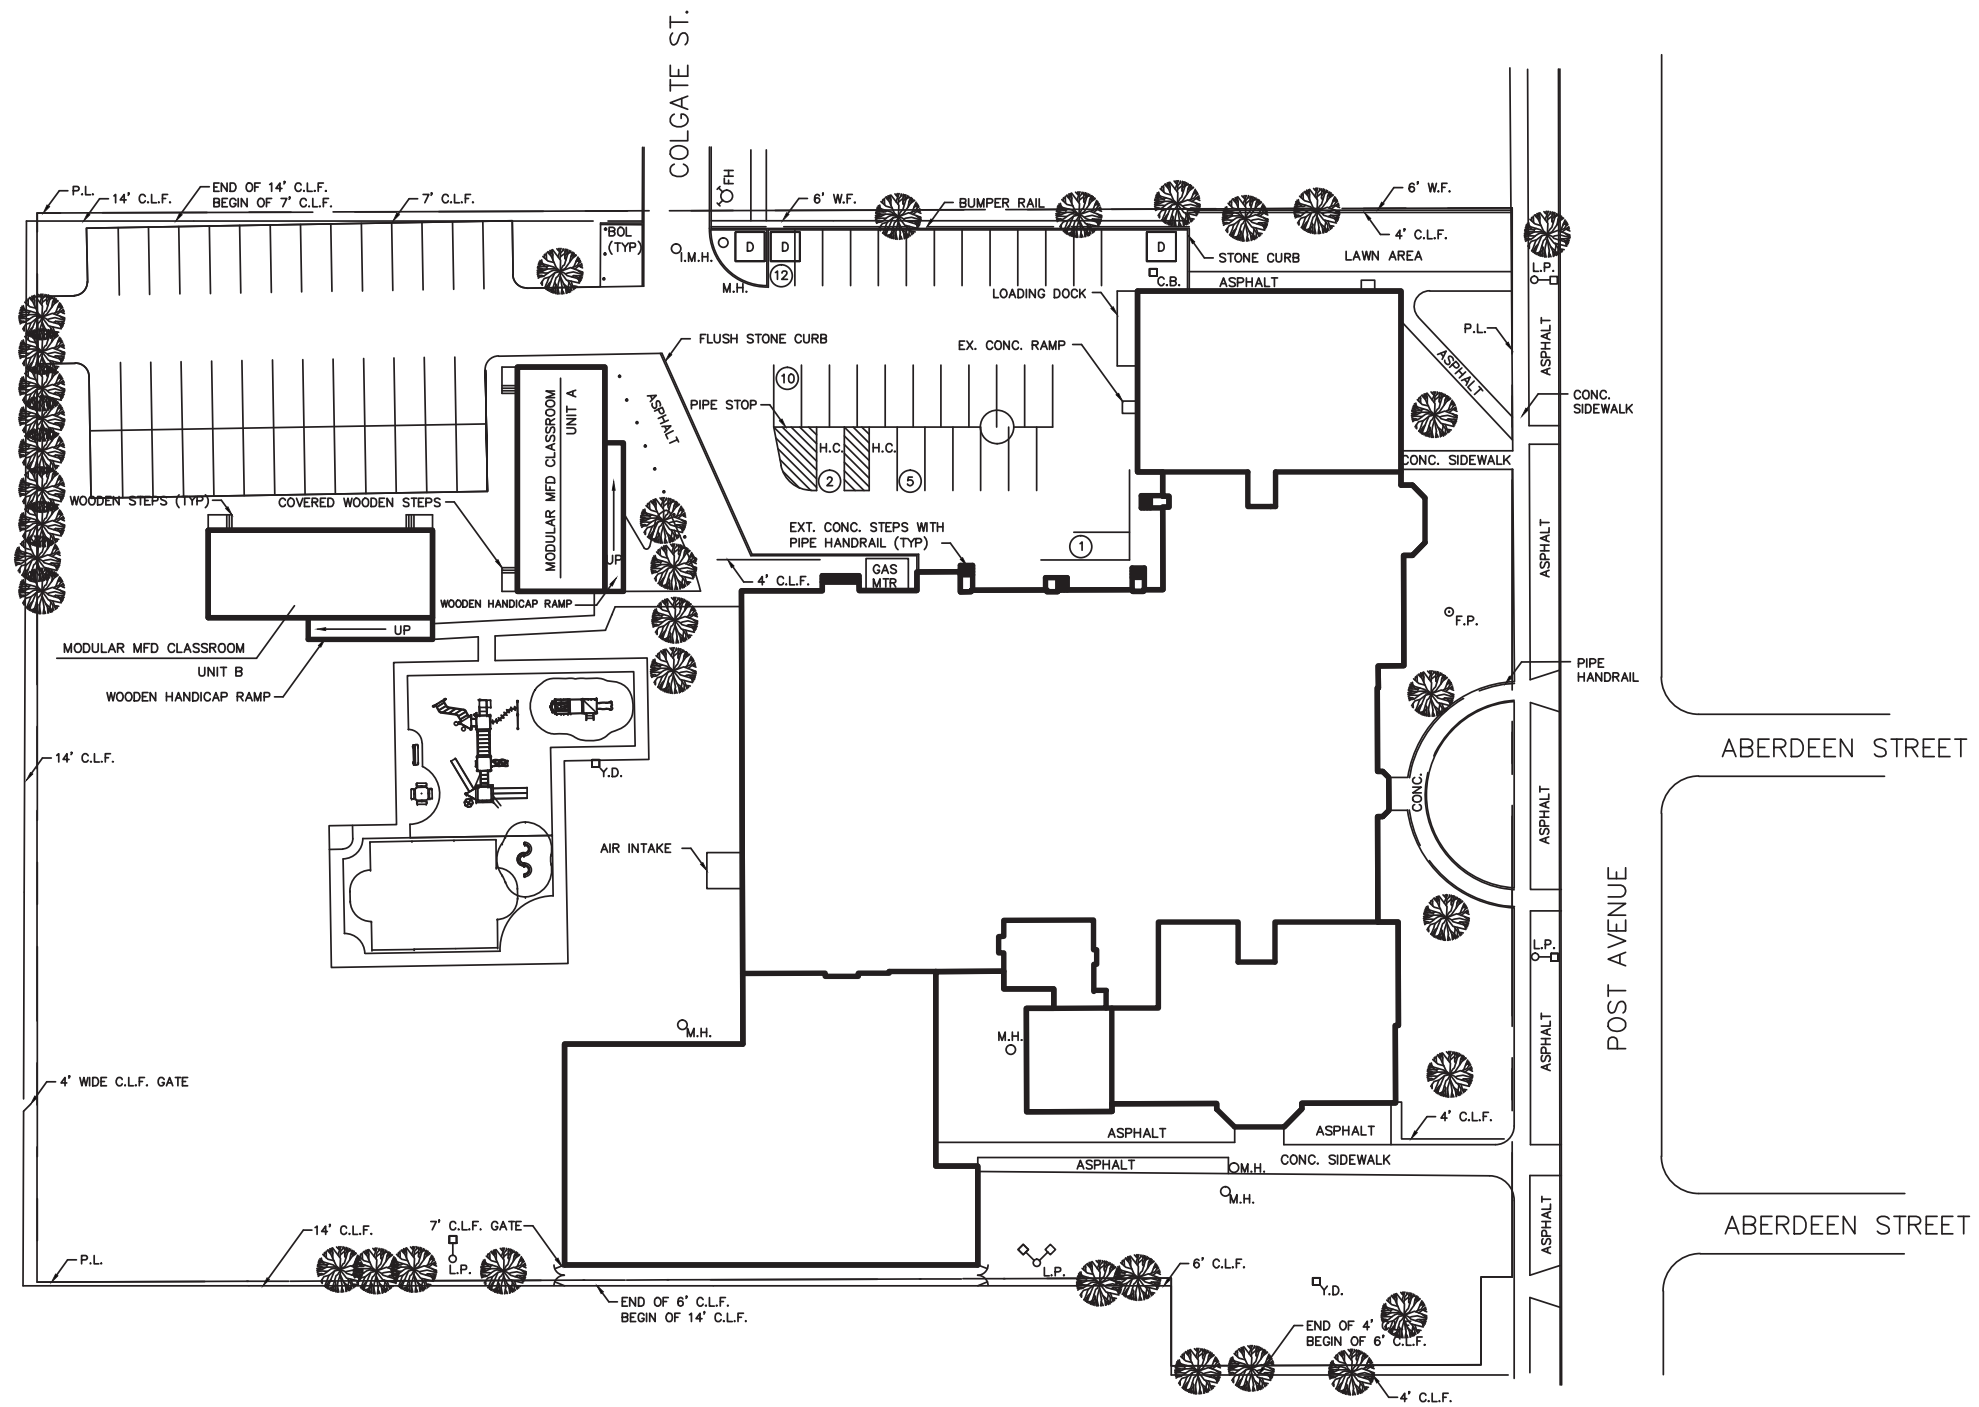 COLGATE ST.
FH
P.L.
14' C.L.F.
END OF 14' C.L.F.
BEGIN OF 7' C.L.F.
7' C.L.F.
6' W.F.
BUMPER RAIL
6' W.F.
4' C.L.F.
LAWN AREA
BOL
(TYP)
I.M.H.
D
D
D
12
M.H.
C.B.
STONE CURB
ASPHALT
L.P.
LOADING DOCK
FLUSH STONE CURB
EX. CONC. RAMP
P.L.
ASPHALT
ASPHALT
CONC.
SIDEWALK
10
PIPE STOP
MODULAR MFD CLASSROOM
UNIT A
ASPHALT
H.C.
H.C.
2
5
CONC. SIDEWALK
WOODEN STEPS (TYP)
COVERED WOODEN STEPS
EXT. CONC. STEPS WITH
PIPE HANDRAIL (TYP)
1
ASPHALT
UP
GAS
MTR
4' C.L.F.
WOODEN HANDICAP RAMP
F.P.
UP
MODULAR MFD CLASSROOM
UNIT B
WOODEN HANDICAP RAMP
PIPE
HANDRAIL
14' C.L.F.
Y.D.
CONC.
ASPHALT
ABERDEEN STREET
AIR INTAKE
POST AVENUE
L.P.
M.H.
M.H.
ASPHALT
4' WIDE C.L.F. GATE
4' C.L.F.
ASPHALT
ASPHALT
CONC. SIDEWALK
ASPHALT
M.H.
M.H.
ASPHALT
ABERDEEN STREET
14' C.L.F.
7' C.L.F. GATE
P.L.
L.P.
L.P.
6' C.L.F.
Y.D.
END OF 6' C.L.F.
BEGIN OF 14' C.L.F.
END OF 4'
BEGIN OF 6' C.L.F.
4' C.L.F.